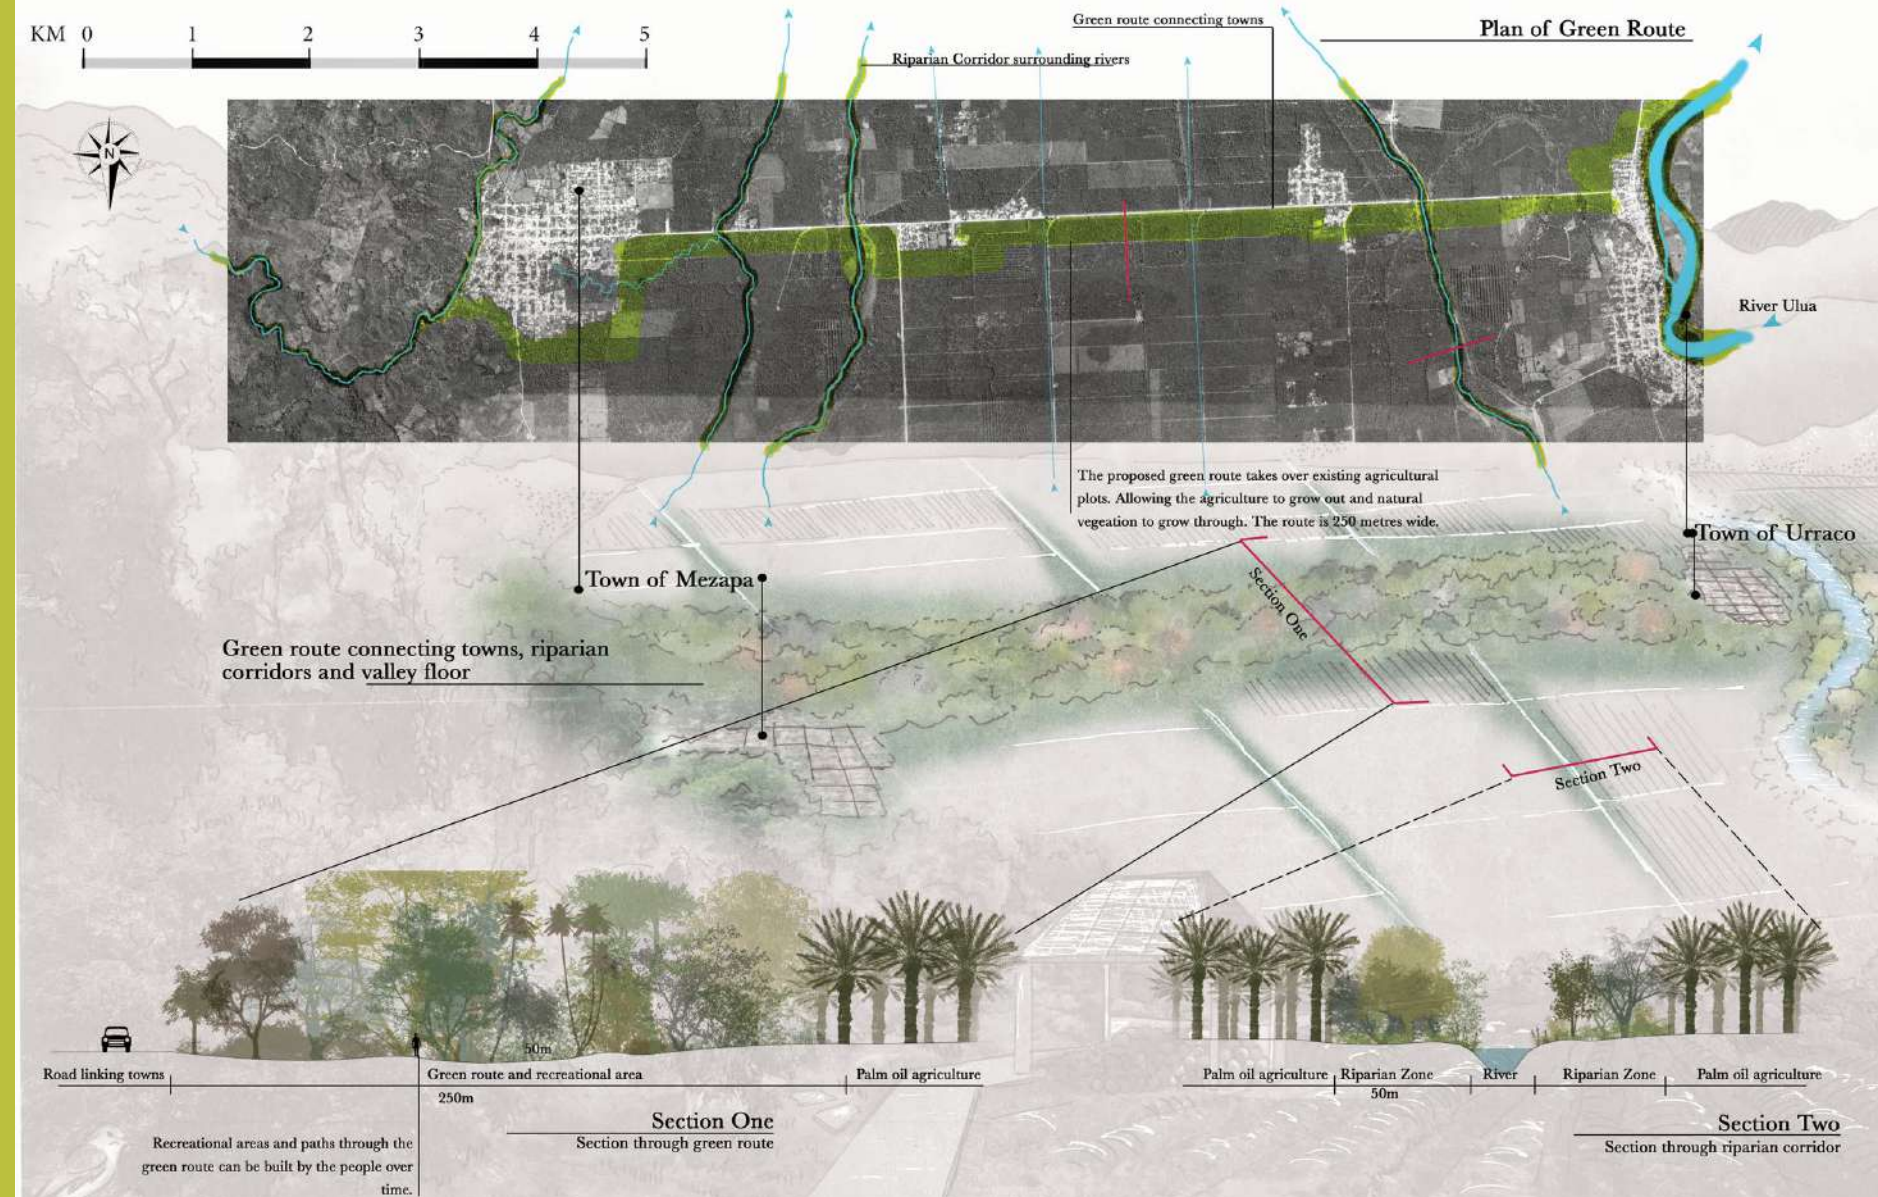 KM 0 1 2 3 4 5
Green route connecting towns
Plan of Green Route
Riparian Corridor surrounding rivers
N
River Ulua
The proposed green route takes over existing agricultural
plots. Allowing the agriculture to grow out and natural
vegeation to grow through. The route is 250 metres wide.
Town of Urraco
Town of Mezapa
Section One
Green route connecting towns, riparian
corridors and valley floor
Section Two
50m
Road linking towns
Green route and recreational area
Palm oil agriculture
250m
Section One
Section through green route
Recreational areas and paths through the
green route can be built by the people over
time.
Palm oil agriculture
Riparian Zone
River
Riparian Zone
Palm oil agriculture
50m
Section Two
Section through riparian corridor